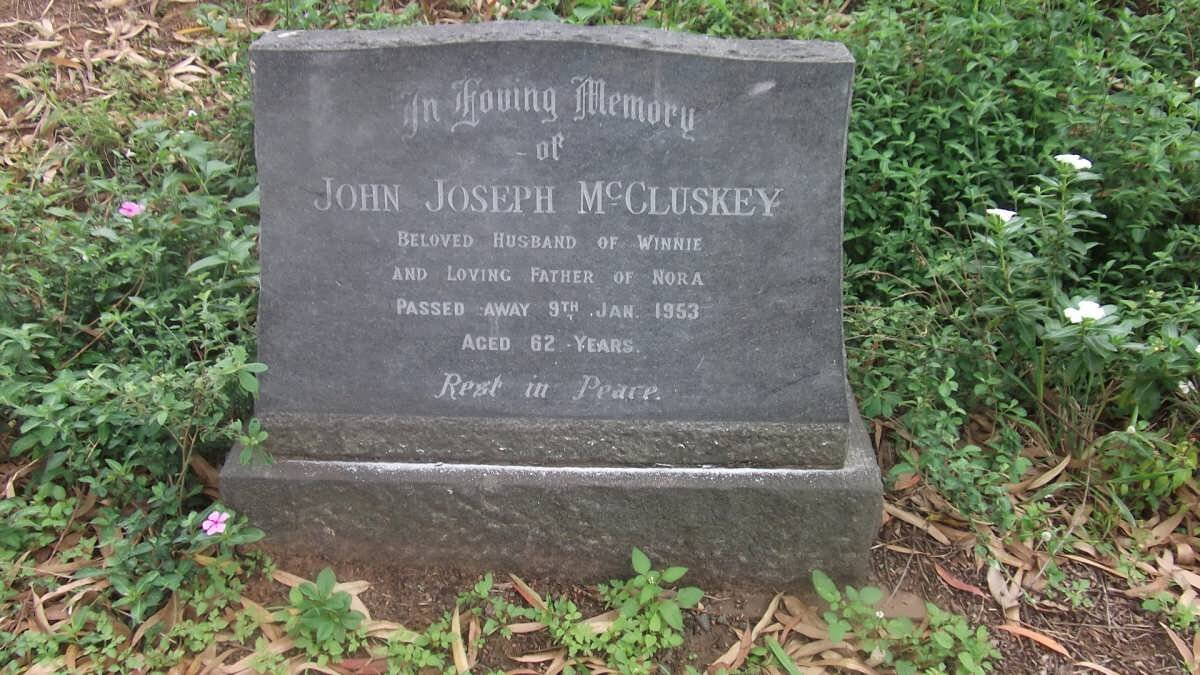 In Loving Memory
of
JOHN JOSEPH McCLUSKEY
BELOVED HUSBAND OF WINNIE
AND LOVING FATHER OF NORA
PASSED AWAY 9TH JAN. 1953
AGED 62 YEARS.
Rest in Peace.